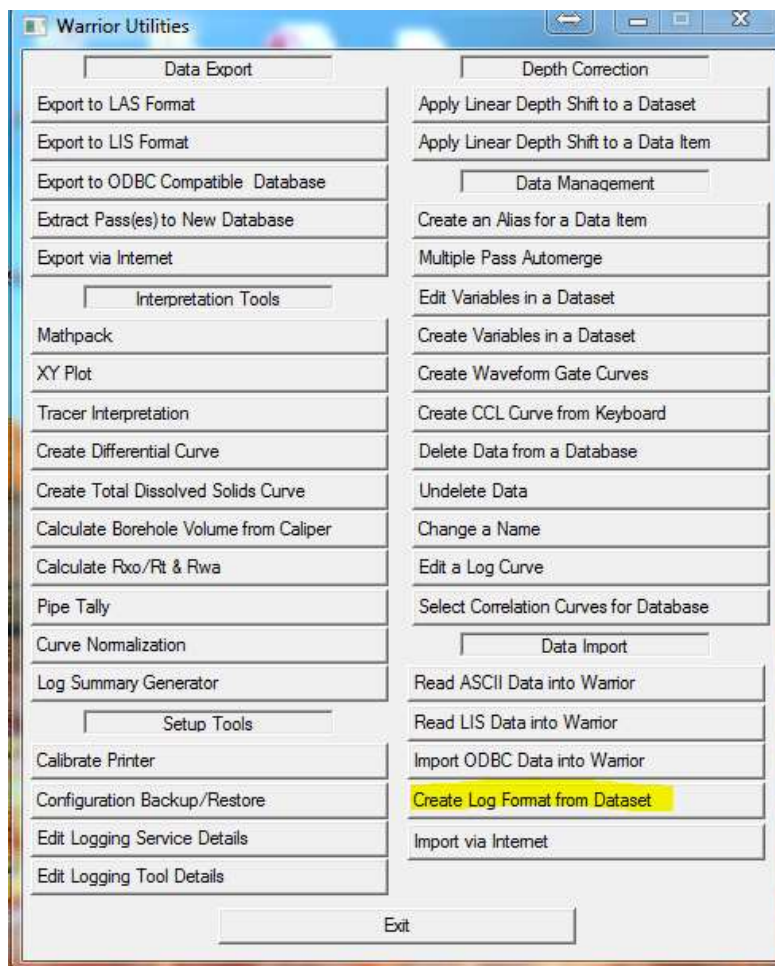 Warrior Utilities
Data Export
Export to LAS Format
Export to LIS Format
Export to ODBC Compatible Database
Extract Pass(es) to New Database
Export via Internet
Interpretation Tools
Mathpack
XY Plot
Tracer Interpretation
Create Differential Curve
Create Total Dissolved Solids Curve
Calculate Borehole Volume from Caliper
Calculate Rxo/Rt & Rwa
Pipe Tally
Curve Normalization
Log Summary Generator
Setup Tools
Calibrate Printer
Configuration Backup/Restore
Edit Logging Service Details
Edit Logging Tool Details
Depth Correction
Apply Linear Depth Shift to a Dataset
Apply Linear Depth Shift to a Data Item
Data Management
Create an Alias for a Data Item
Multiple Pass Automerge
Edit Variables in a Dataset
Create Variables in a Dataset
Create Waveform Gate Curves
Create CCL Curve from Keyboard
Delete Data from a Database
Undelete Data
Change a Name
Edit a Log Curve
Select Correlation Curves for Database
Data Import
Read ASCII Data into Warrior
Read LIS Data into Warrior
Import ODBC Data into Warrior
Create Log Format from Dataset
Import via Internet
Exit